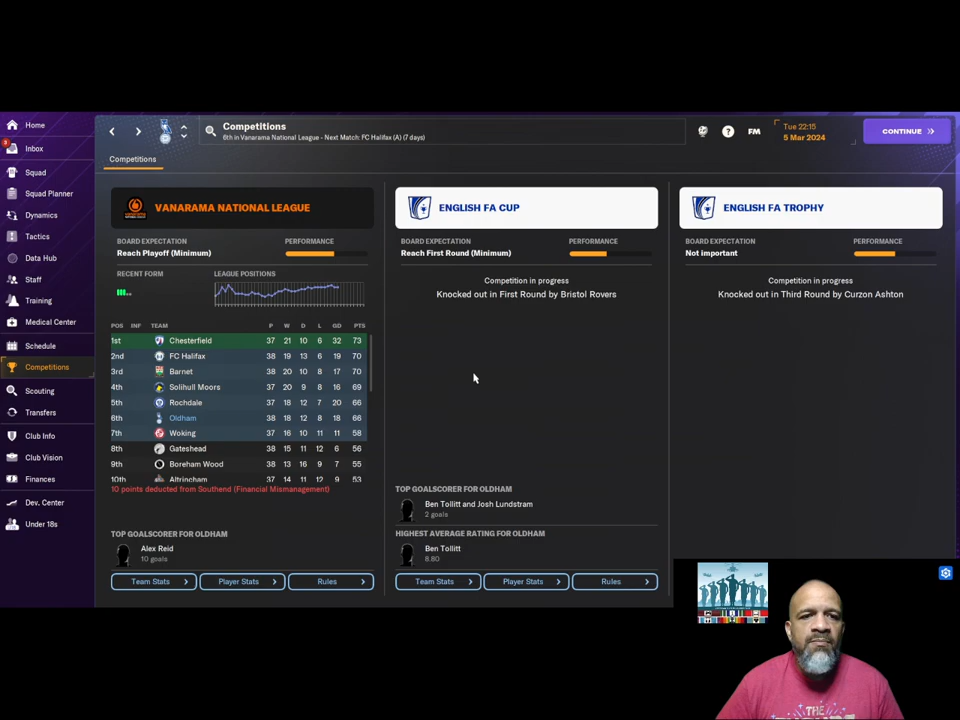 Home
Inbox
Squad
Squad Planner
Dynamics
Tactics
Data Hub
Staff
Training
Medical Center
Schedule
Competitions
Scouting
Transfers
Club Info
Club Vision
Finances
Dev. Center
Under 18s
Competitions
6th in Vanarama National League - Next Match: FC Halifax (A) (7 days)
FM
Tue 22:15
5 Mar 2024
CONTINUE
Competitions
VANARAMA NATIONAL LEAGUE
BOARD EXPECTATION PERFORMANCE
Reach Playoff (Minimum)
RECENT FORM LEAGUE POSITIONS
POS INF TEAM P W D L GD PTS
1st Chesterfield 37 21 10 6 32 73
2nd FC Halifax 38 19 13 6 19 70
3rd Barnet 38 20 10 8 17 70
4th Solihull Moors 37 20 9 8 16 69
5th Rochdale 37 18 12 7 20 66
6th Oldham 38 18 12 8 18 66
7th Woking 37 16 10 11 11 58
8th Gateshead 38 15 11 12 6 56
9th Boreham Wood 38 13 16 9 7 55
10th Altrincham 37 14 11 12 9 53
10 points deducted from Southend (Financial Mismanagement)
TOP GOALSCORER FOR OLDHAM
Alex Reid
10 goals
Team Stats Player Stats Rules
ENGLISH FA CUP
BOARD EXPECTATION PERFORMANCE
Reach First Round (Minimum)
Competition in progress
Knocked out in First Round by Bristol Rovers
TOP GOALSCORER FOR OLDHAM
Ben Tollitt and Josh Lundstram
2 goals
HIGHEST AVERAGE RATING FOR OLDHAM
Ben Tollitt
8.80
Team Stats Player Stats Rules
ENGLISH FA TROPHY
BOARD EXPECTATION PERFORMANCE
Not important
Competition in progress
Knocked out in Third Round by Curzon Ashton
THE